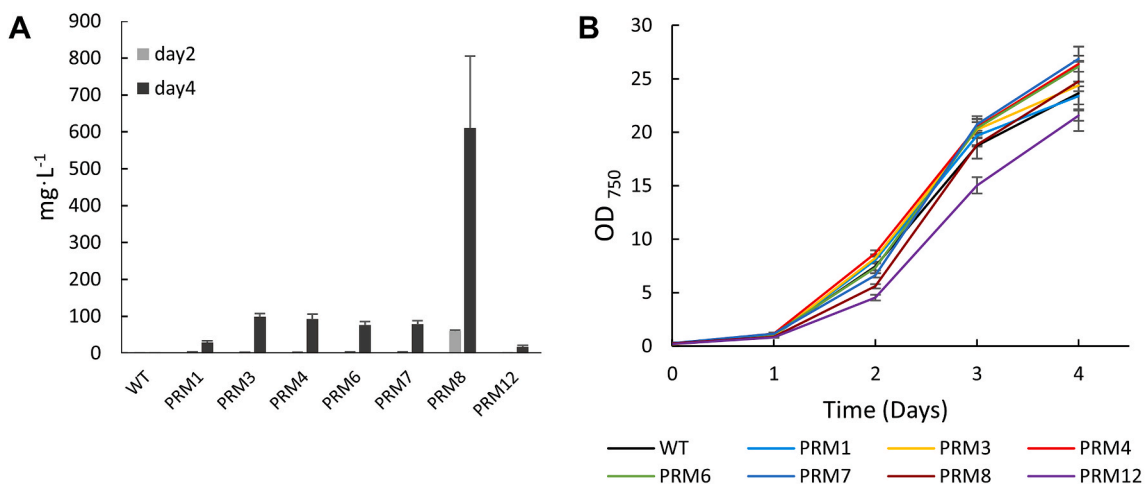 A
900
800
700
600
500
400
300
200
100
0
mg·L-1
day2
day4
WT PRM1 PRM3 PRM4 PRM6 PRM7 PRM8 PRM12
B
30
25
20
15
10
5
0
OD 750
0 1 2 3 4
Time (Days)
WT PRM1 PRM3 PRM4
PRM6 PRM7 PRM8 PRM12